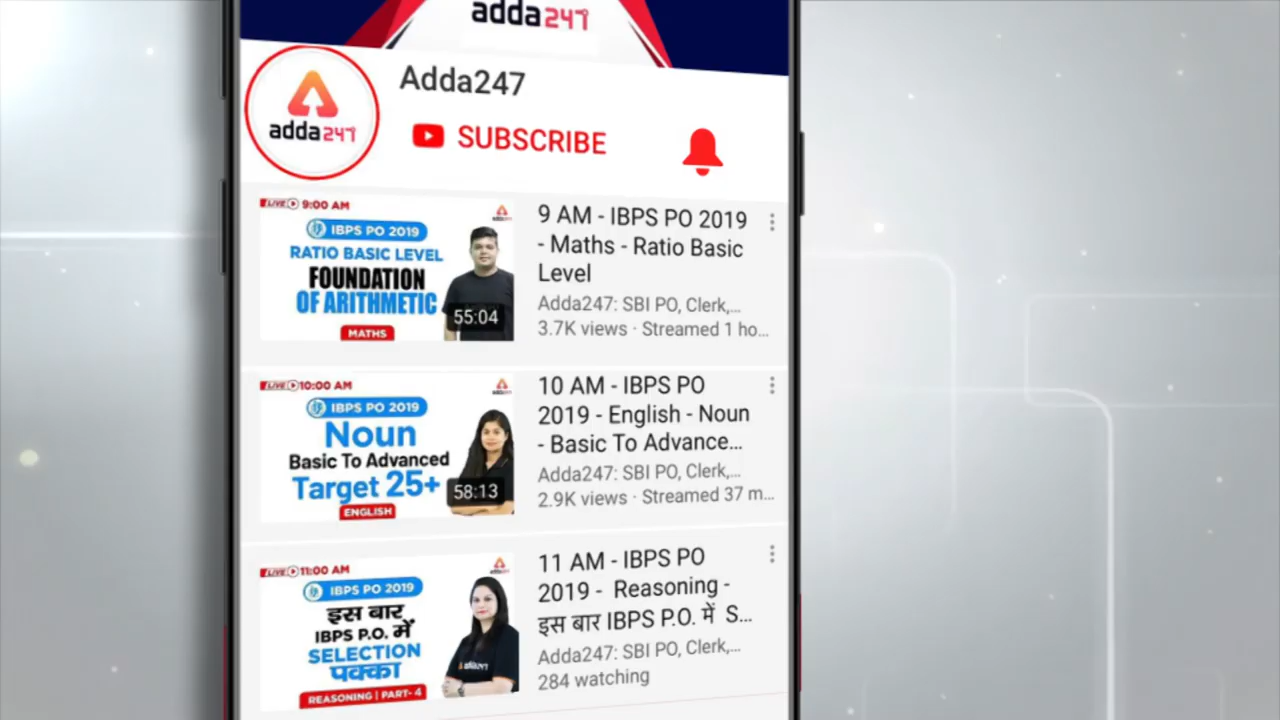 adda247
Adda247
adda247
SUBSCRIBE
LIVE 9:00 AM
IBPS PO 2019
RATIO BASIC LEVEL
FOUNDATION
OF ARITHMETIC
55:04
MATHS
9 AM - IBPS PO 2019
- Maths - Ratio Basic
Level
Adda247: SBI PO, Clerk,...
3.7K views · Streamed 1 ho...
LIVE 10:00 AM
IBPS PO 2019
Noun
Basic To Advanced
Target 25+
58:13
ENGLISH
10 AM - IBPS PO
2019 - English - Noun
- Basic To Advance...
Adda247: SBI PO, Clerk,...
2.9K views · Streamed 37 m...
LIVE 11:00 AM
IBPS PO 2019
इस बार
IBPS P.O. में
SELECTION
पक्का
adda247
REASONING | PART- 4
11 AM - IBPS PO
2019 - Reasoning -
इस बार IBPS P.O. में S...
Adda247: SBI PO, Clerk,...
284 watching